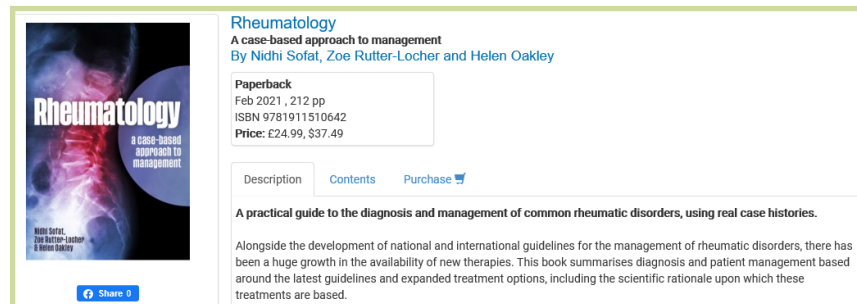 Rheumatology
a case-based
approach to
management
Nidhi Sofat,
Zoe Rutter-Locher
& Helen Oakley
Share 0
Rheumatology
A case-based approach to management
By Nidhi Sofat, Zoe Rutter-Locher and Helen Oakley
Paperback
Feb 2021 , 212 pp
ISBN 9781911510642
Price: £24.99, $37.49
Description Contents Purchase
A practical guide to the diagnosis and management of common rheumatic disorders, using real case histories.
Alongside the development of national and international guidelines for the management of rheumatic disorders, there has
been a huge growth in the availability of new therapies. This book summarises diagnosis and patient management based
around the latest guidelines and expanded treatment options, including the scientific rationale upon which these
treatments are based.